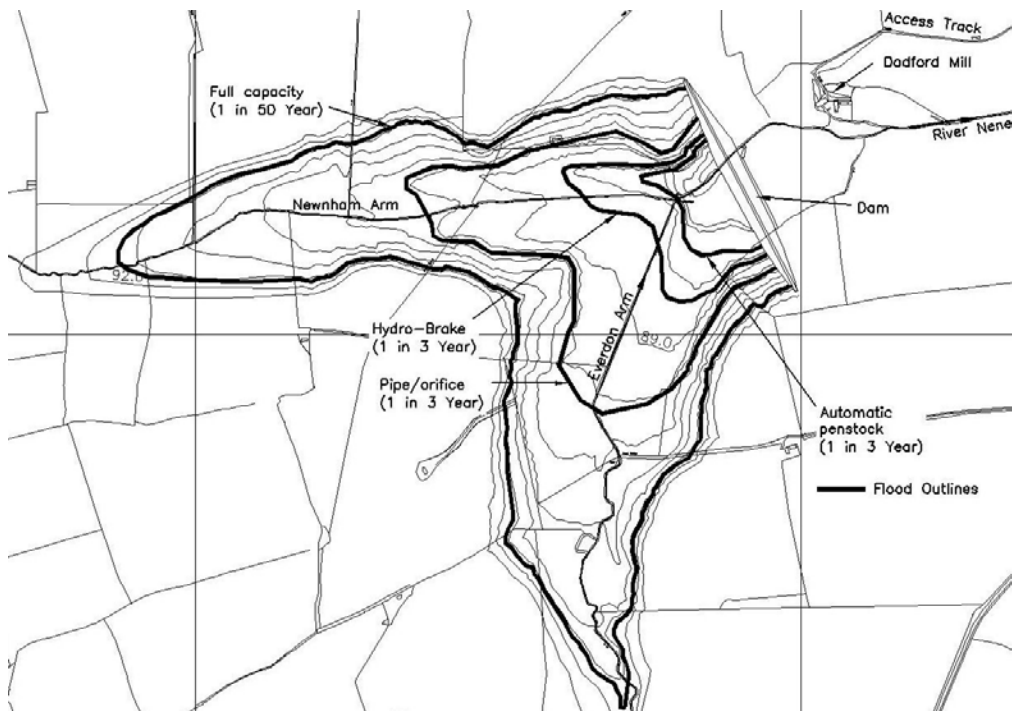 Access Track
Dodford Mill
Full capacity
(1 in 50 Year)
River Nene
Newnham Arm
Dam
92.0
Hydro-Brake
(1 in 3 Year)
Everdon Arm
89.0
Pipe/orifice
(1 in 3 Year)
Automatic
penstock
(1 in 3 Year)
Flood Outlines